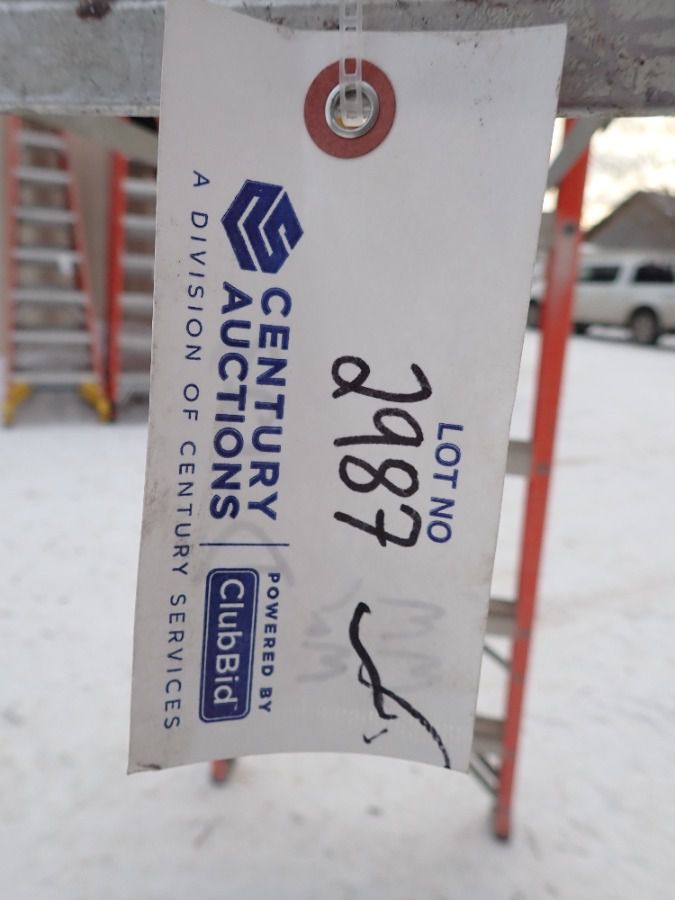 LOT NO
2987
CENTURY
AUCTIONS
POWERED BY
ClubBid
A DIVISION OF CENTURY SERVICES